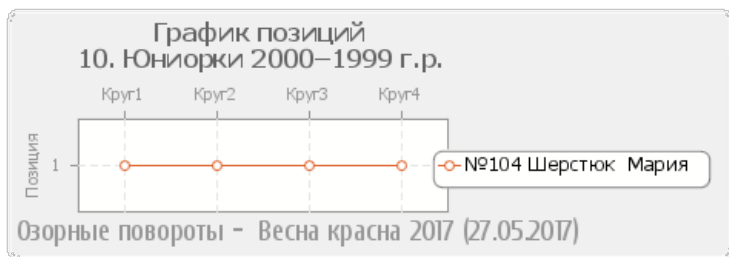 График позиций
10. Юниорки 2000–1999 г.р.
Круг1 Круг2 Круг3 Круг4
Позиция
1
№104 Шерстюк Мария
Озорные повороты - Весна красна 2017 (27.05.2017)